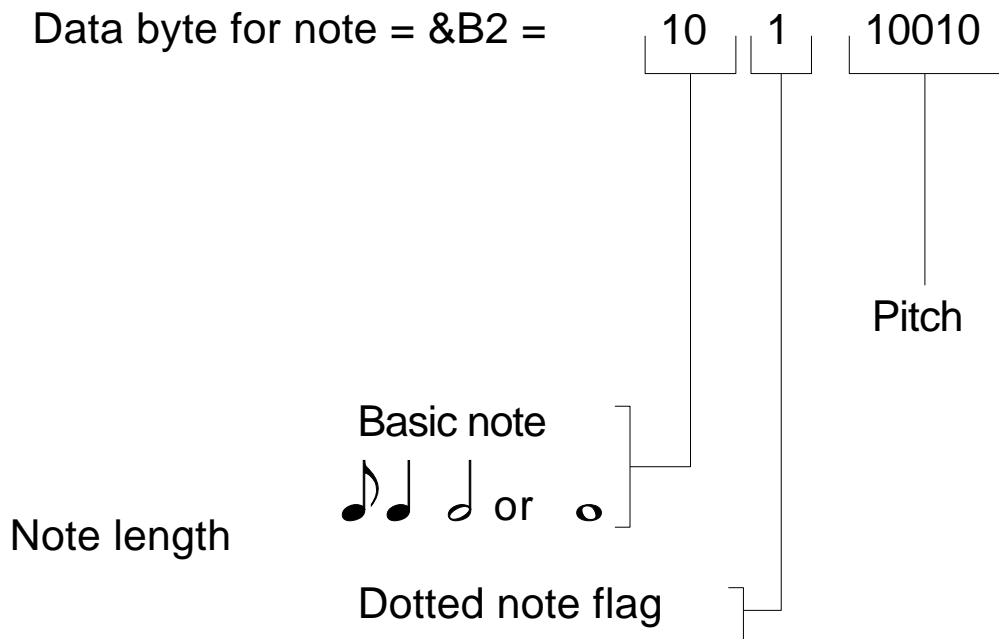 Data byte for note = &B2 = 10 1 10010
Pitch
Basic note
or
Note length
Dotted note flag